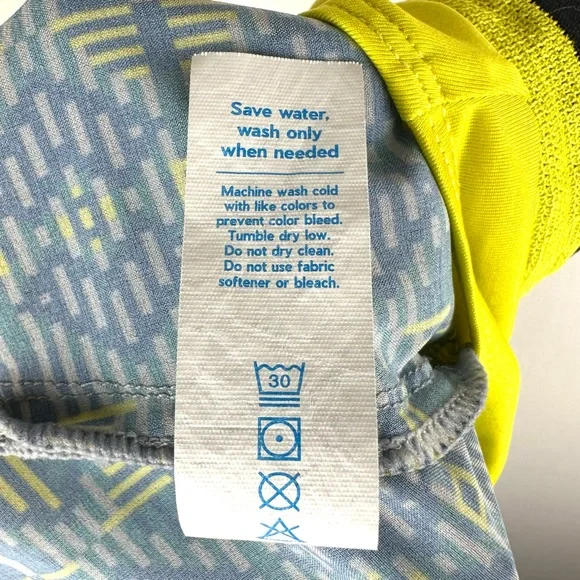 Save water,
wash only
when needed
Machine wash cold
with like colors to
prevent color bleed.
Tumble dry low.
Do not dry clean.
Do not use fabric
softener or bleach.
30